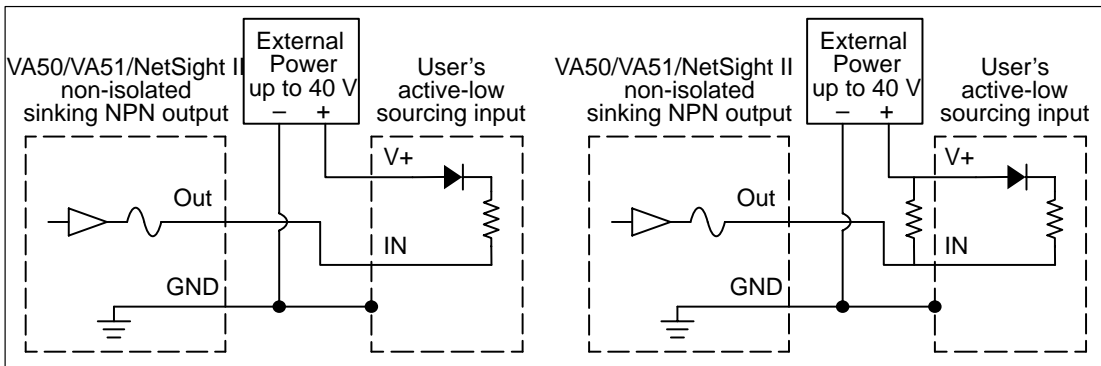 VA50/VA51/NetSight II
non-isolated
sinking NPN output
External
Power
up to 40 V
− +
User's
active-low
sourcing input
V+
Out
IN
GND
VA50/VA51/NetSight II
non-isolated
sinking NPN output
External
Power
up to 40 V
− +
User's
active-low
sourcing input
V+
Out
IN
GND